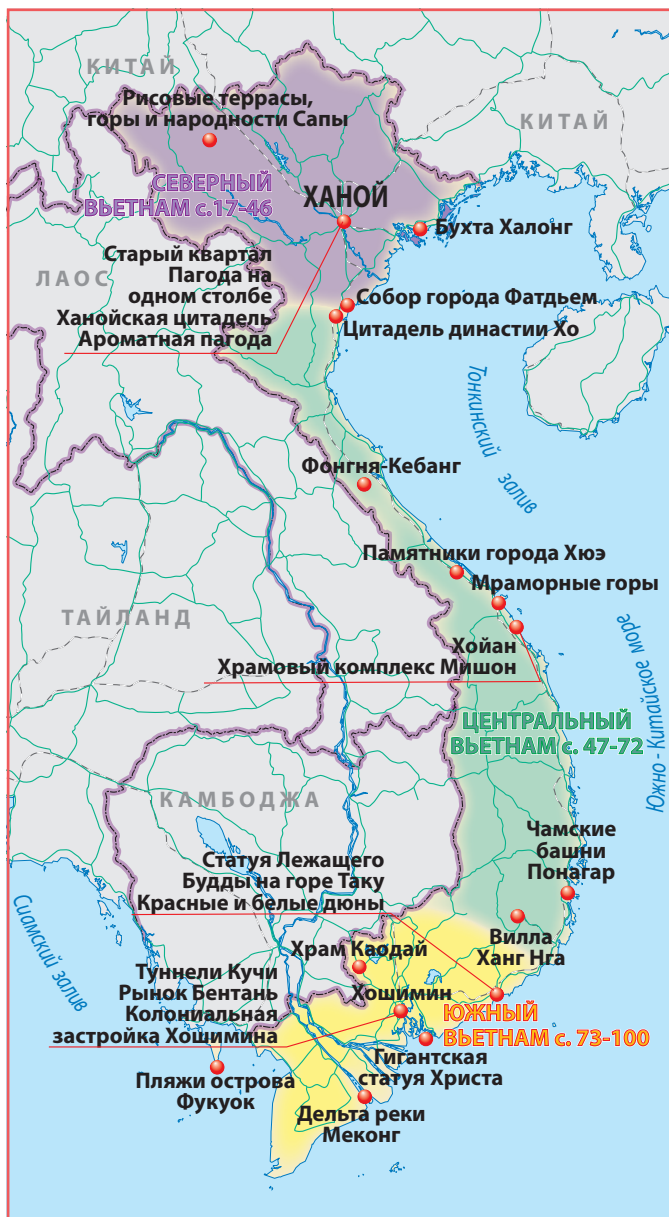 КИТАЙ
Рисовые террасы,
горы и народности Сапы
КИТАЙ
СЕВЕРНЫЙ
ВЬЕТНАМ с.17-46
ХАНОЙ
Бухта Халонг
ЛАОС
Старый квартал
Пагода на
одном столбе
Ханойская цитадель
Ароматная пагода
Собор города Фатдьем
Цитадель династии Хо
Тонкинский залив
Фонгня-Кебанг
Памятники города Хюэ
Мраморные горы
ТАЙЛАНД
Хойан
Храмовый комплекс Мишон
Южно - Китайское море
ЦЕНТРАЛЬНЫЙ
ВЬЕТНАМ с. 47-72
КАМБОДЖА
Чамские
башни
Понагар
Статуя Лежащего
Будды на горе Таку
Красные и белые дюны
Сиамский залив
Вилла
Ханг Нга
Храм Каодай
Туннели Кучи
Рынок Бентань
Колониальная
застройка Хошимина
Хошимин
ЮЖНЫЙ
ВЬЕТНАМ с. 73-100
Гигантская
статуя Христа
Пляжи острова
Фукуок
Дельта реки
Меконг